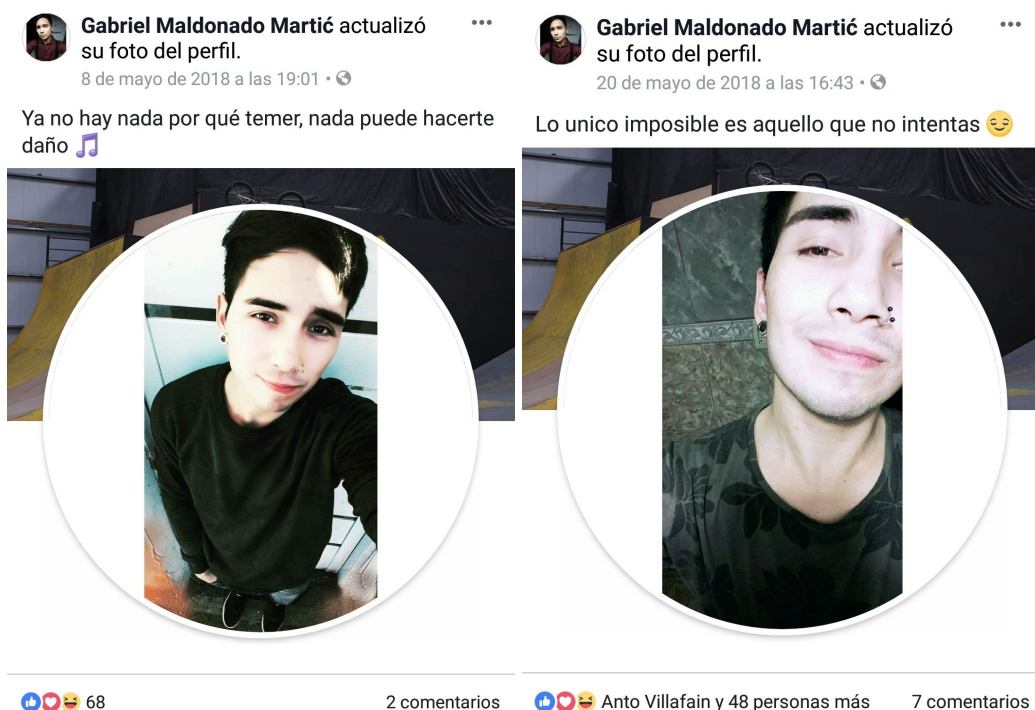 Gabriel Maldonado Martić actualizó
su foto del perfil.
8 de mayo de 2018 a las 19:01 •
Ya no hay nada por qué temer, nada puede hacerte
daño 🎵
68
2 comentarios
Gabriel Maldonado Martić actualizó
su foto del perfil.
20 de mayo de 2018 a las 16:43 •
Lo unico imposible es aquello que no intentas 😏
Anto Villafain y 48 personas más
7 comentarios